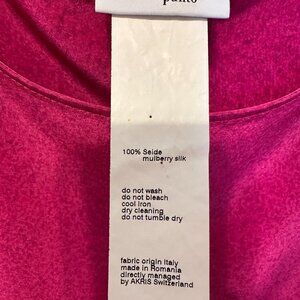 punto
100% Seide
mulberry silk
do not wash
do not bleach
cool iron
dry cleaning
do not tumble dry
fabric origin Italy
made in Romania
directly managed
by AKRIS Switzerland